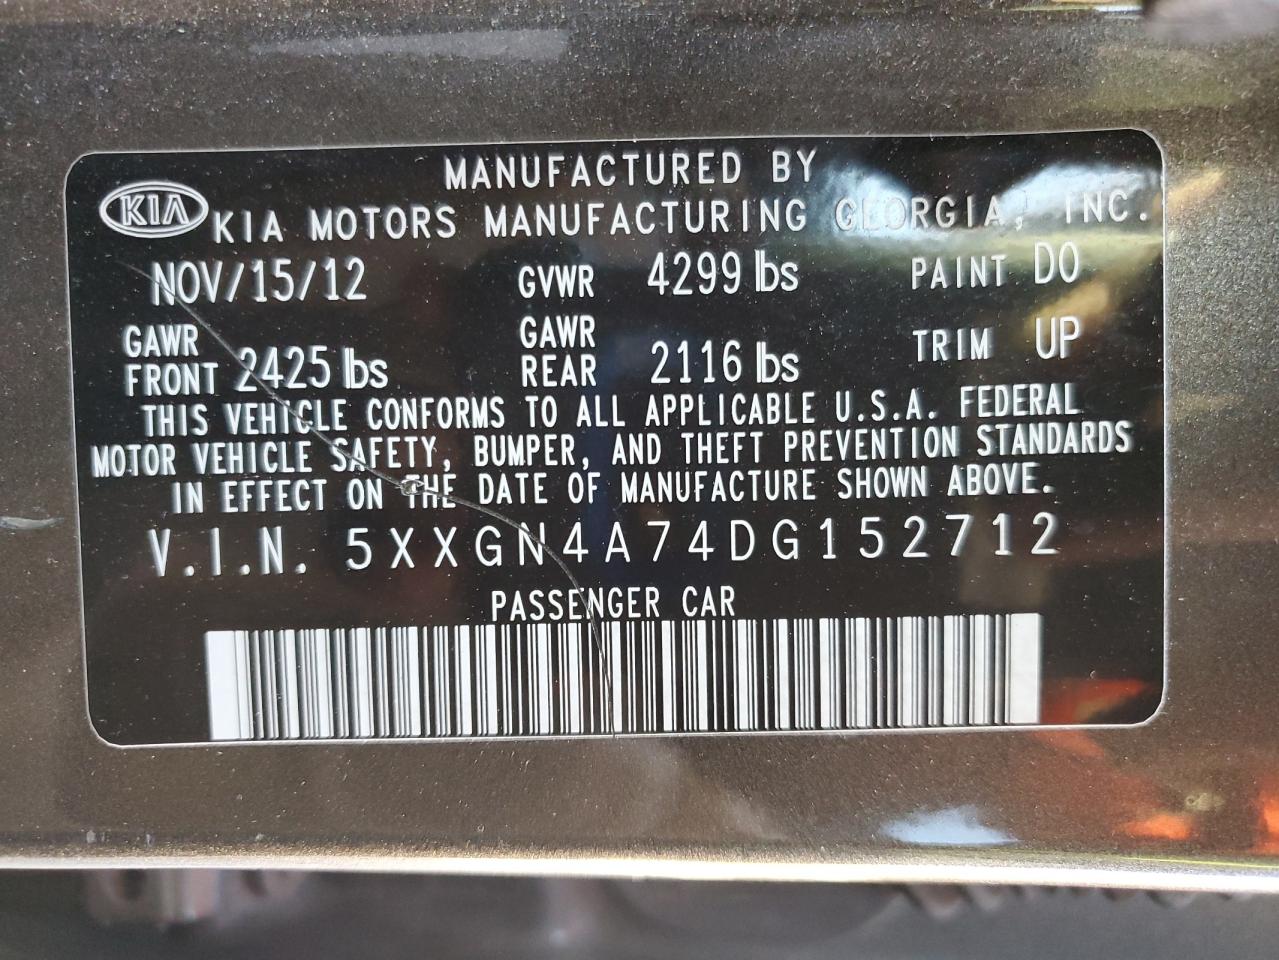 MANUFACTURED BY
KIA KIA MOTORS MANUFACTURING GEORGIA, INC.
NOV/15/12 GVWR 4299 lbs PAINT D0
GAWR FRONT 2425 lbs GAWR REAR 2116 lbs TRIM UP
THIS VEHICLE CONFORMS TO ALL APPLICABLE U.S.A. FEDERAL
MOTOR VEHICLE SAFETY, BUMPER, AND THEFT PREVENTION STANDARDS
IN EFFECT ON THE DATE OF MANUFACTURE SHOWN ABOVE.
V.I.N. 5XXGN4A74DG152712
PASSENGER CAR